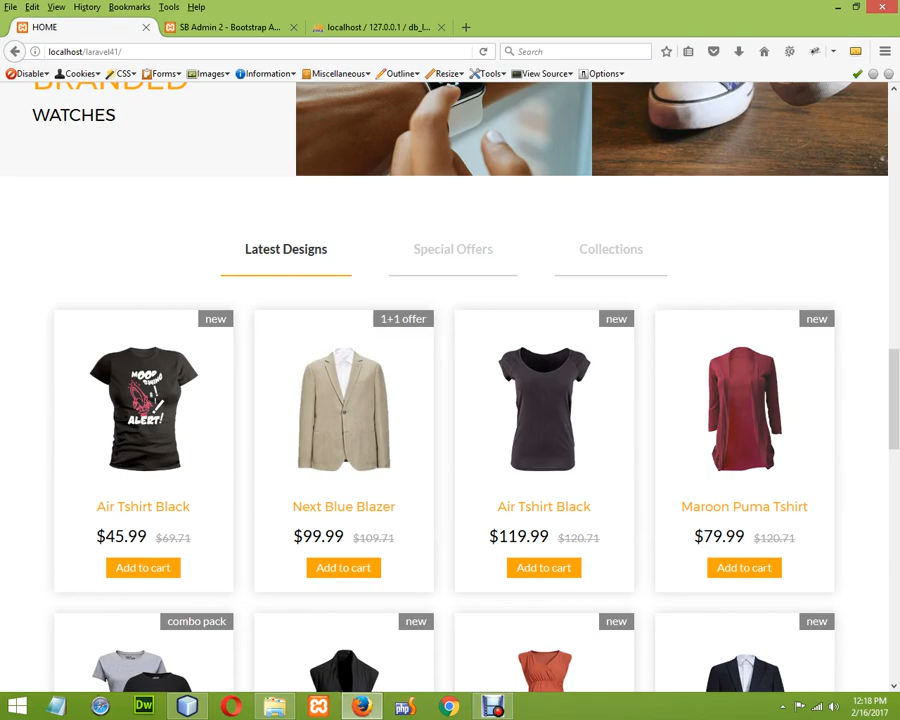 File Edit View History Bookmarks Tools Help
HOME
SB Admin 2 - Bootstrap A...
localhost / 127.0.0.1 / db_l...
localhost/laravel41/
Search
Disable Cookies CSS Forms Images Information Miscellaneous Outline Resize Tools View Source Options
BRANDED
WATCHES
Latest Designs Special Offers Collections
new
1+1 offer
new
new
MOOD
SWING
ALERT!
Air Tshirt Black
$45.99 $69.71
Add to cart
Next Blue Blazer
$99.99 $109.71
Add to cart
Air Tshirt Black
$119.99 $120.71
Add to cart
Maroon Puma Tshirt
$79.99 $120.71
Add to cart
combo pack
new
new
new
Dw
php
12:18 PM
2/16/2017